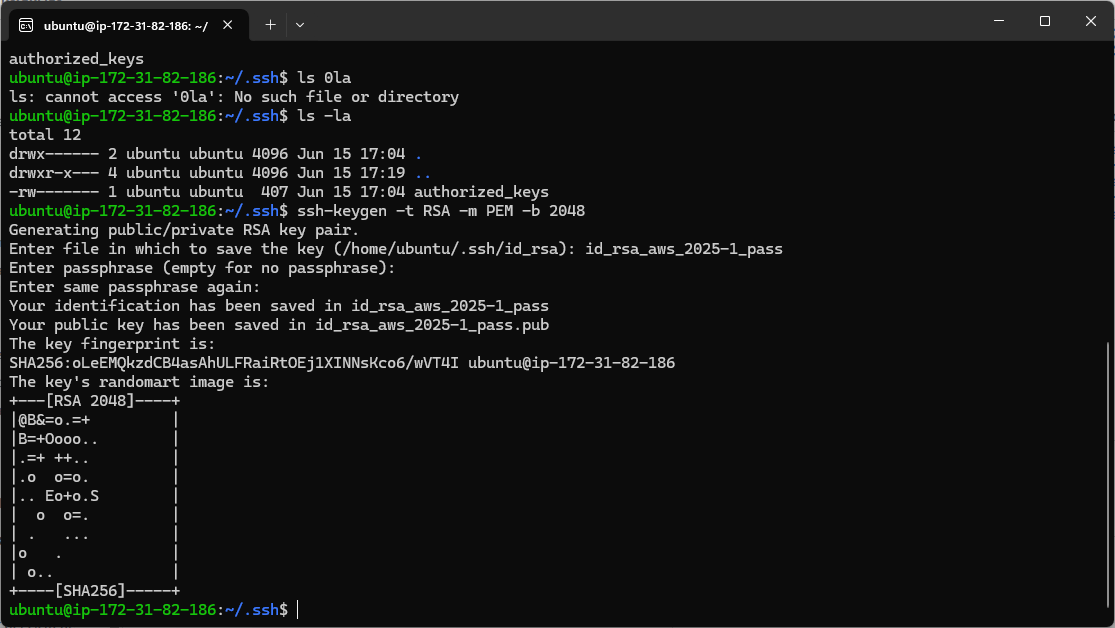 ubuntu@ip-172-31-82-186: ~/
authorized_keys
ubuntu@ip-172-31-82-186:~/.ssh$ ls 0la
ls: cannot access '0la': No such file or directory
ubuntu@ip-172-31-82-186:~/.ssh$ ls -la
total 12
drwx------ 2 ubuntu ubuntu 4096 Jun 15 17:04 .
drwxr-x--- 4 ubuntu ubuntu 4096 Jun 15 17:19 ..
-rw------- 1 ubuntu ubuntu  407 Jun 15 17:04 authorized_keys
ubuntu@ip-172-31-82-186:~/.ssh$ ssh-keygen -t RSA -m PEM -b 2048
Generating public/private RSA key pair.
Enter file in which to save the key (/home/ubuntu/.ssh/id_rsa): id_rsa_aws_2025-1_pass
Enter passphrase (empty for no passphrase):
Enter same passphrase again:
Your identification has been saved in id_rsa_aws_2025-1_pass
Your public key has been saved in id_rsa_aws_2025-1_pass.pub
The key fingerprint is:
SHA256:oLeEMQkzdCB4asAhULFRaiRtOEj1XINNsKco6/wVT4I ubuntu@ip-172-31-82-186
The key's randomart image is:
+---[RSA 2048]----+
|@B&=o.=+         |
|B=+Oooo..        |
|.=+ ++..         |
|.o  o=o.         |
|.. Eo+o.S        |
|  o  o=.         |
| .   ...         |
|o   .            |
| o..             |
+----[SHA256]-----+
ubuntu@ip-172-31-82-186:~/.ssh$